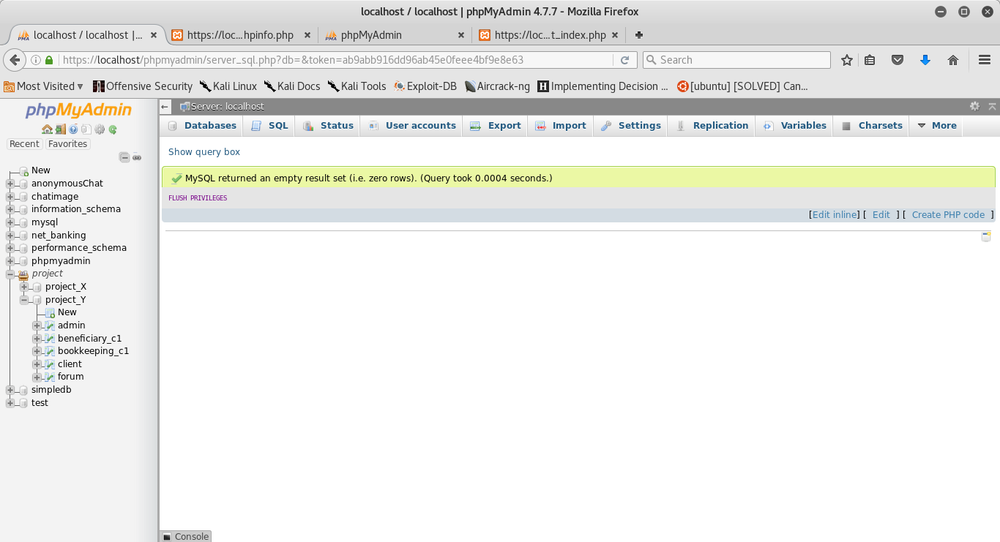 localhost / localhost | phpMyAdmin 4.7.7 - Mozilla Firefox
localhost / localhost |... https://loc...hpinfo.php phpMyAdmin https://loc...t_index.php
https://localhost/phpmyadmin/server_sql.php?db=&token=ab9abb916dd96ab45e0feee4bf9e8e63 Search
Most Visited Offensive Security Kali Linux Kali Docs Kali Tools Exploit-DB Aircrack-ng Implementing Decision ... [ubuntu] [SOLVED] Can...
phpMyAdmin
Recent Favorites
New
anonymousChat
chatimage
information_schema
mysql
net_banking
performance_schema
phpmyadmin
project
project_X
project_Y
New
admin
beneficiary_c1
bookkeeping_c1
client
forum
simpledb
test
Server: localhost
Databases SQL Status User accounts Export Import Settings Replication Variables Charsets More
Show query box
MySQL returned an empty result set (i.e. zero rows). (Query took 0.0004 seconds.)
FLUSH PRIVILEGES
[Edit inline] [ Edit ] [ Create PHP code ]
Console